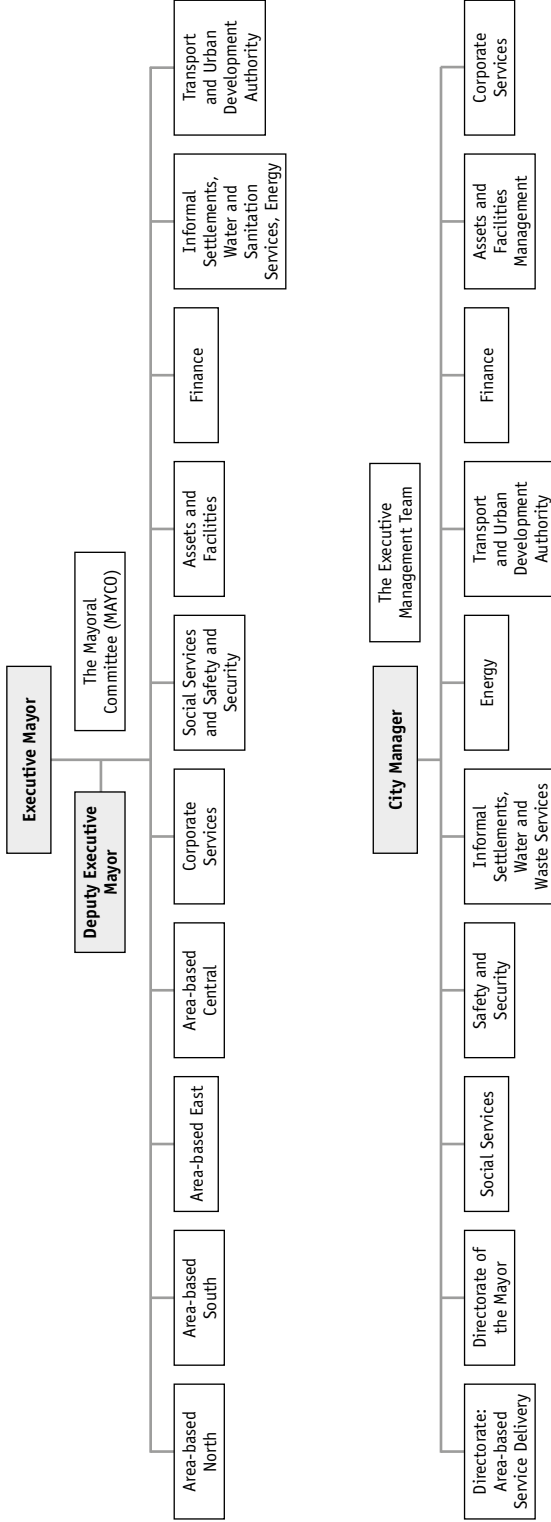 Executive Mayor
Deputy Executive
Mayor
The Mayoral
Committee (MAYCO)
Area-based
North
Area-based
South
Area-based East
Area-based
Central
Corporate
Services
Social Services
and Safety and
Security
Assets and
Facilities
Finance
Informal
Settlements,
Water and
Sanitation
Services, Energy
Transport
and Urban
Development
Authority
City Manager
The Executive
Management Team
Directorate:
Area-based
Service Delivery
Directorate of
the Mayor
Social Services
Safety and
Security
Informal
Settlements,
Water and
Waste Services
Energy
Transport
and Urban
Development
Authority
Finance
Assets and
Facilities
Management
Corporate
Services